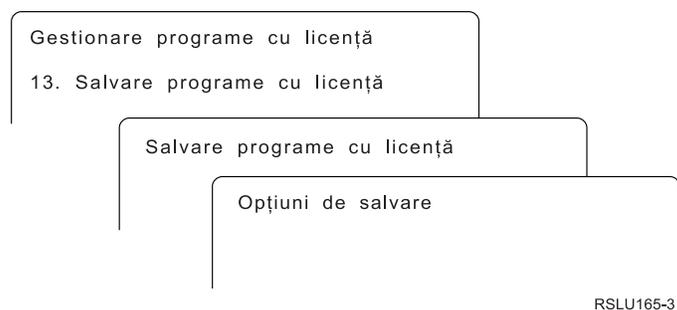 Gestionare programe cu licență
13. Salvare programe cu licență
Salvare programe cu licență
Opțiuni de salvare
RSLU165-3